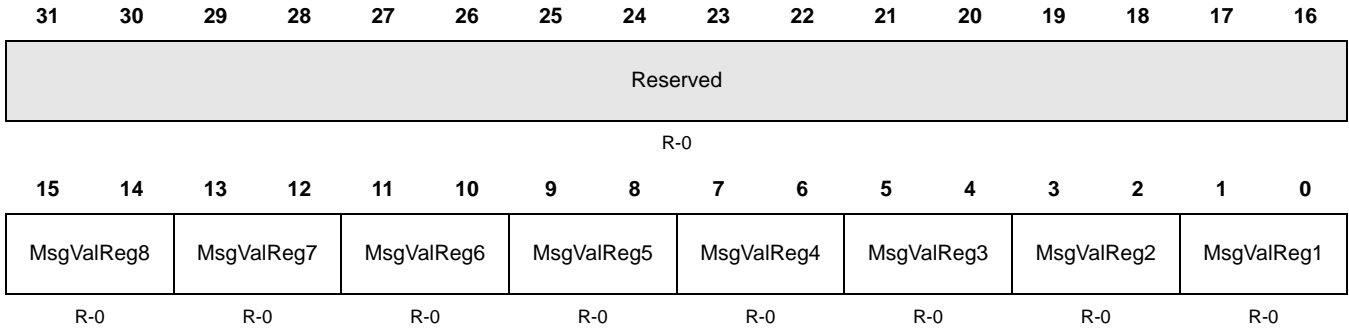 31 30 29 28 27 26 25 24 23 22 21 20 19 18 17 16
Reserved
R-0
15 14 13 12 11 10 9 8 7 6 5 4 3 2 1 0
MsgValReg8 MsgValReg7 MsgValReg6 MsgValReg5 MsgValReg4 MsgValReg3 MsgValReg2 MsgValReg1
R-0 R-0 R-0 R-0 R-0 R-0 R-0 R-0